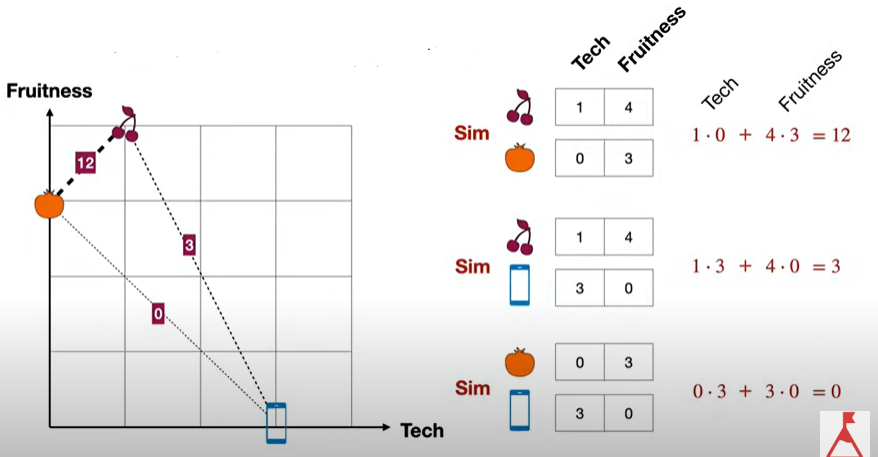 Fruitness
12
3
0
Tech
Tech Fruitness
Sim
1 4
0 3
Tech Fruitness
1·0 + 4·3 = 12
Sim
1 4
3 0
1·3 + 4·0 = 3
Sim
0 3
3 0
0·3 + 3·0 = 0